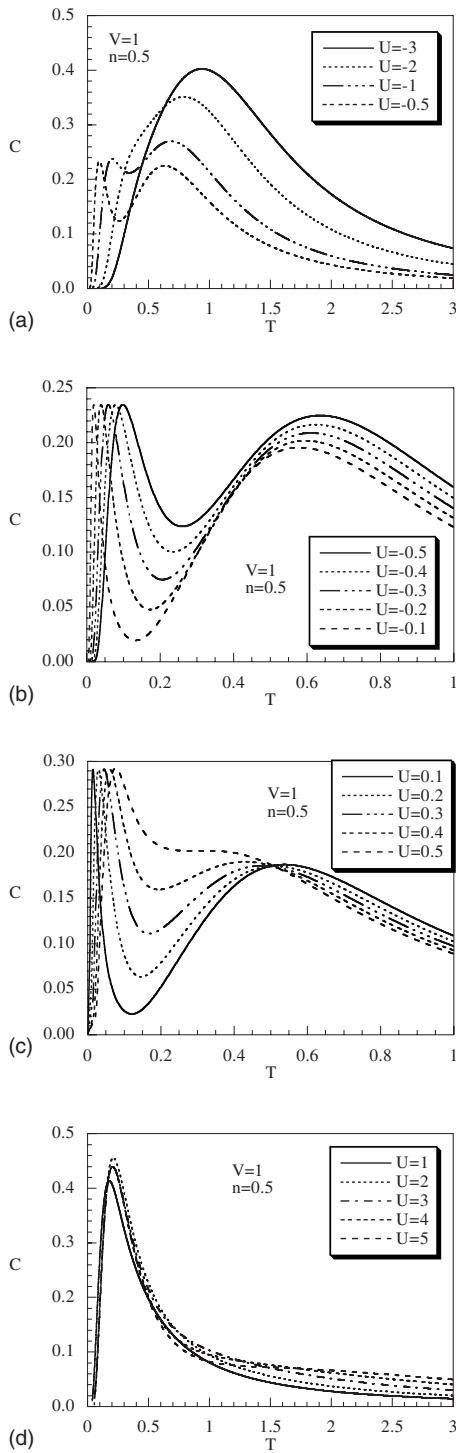 V=1
n=0.5
U=-3
U=-2
U=-1
U=-0.5
0.5
0.4
0.3
0.2
0.1
0.0
C
0 0.5 1 1.5 2 2.5 3
T
(a)
V=1
n=0.5
U=-0.5
U=-0.4
U=-0.3
U=-0.2
U=-0.1
0.25
0.20
0.15
0.10
0.05
0.00
C
0 0.2 0.4 0.6 0.8 1
T
(b)
V=1
n=0.5
U=0.1
U=0.2
U=0.3
U=0.4
U=0.5
0.30
0.25
0.20
0.15
0.10
0.05
0.00
C
0 0.2 0.4 0.6 0.8 1
T
(c)
V=1
n=0.5
U=1
U=2
U=3
U=4
U=5
0.5
0.4
0.3
0.2
0.1
0.0
C
0 0.5 1 1.5 2 2.5 3
T
(d)